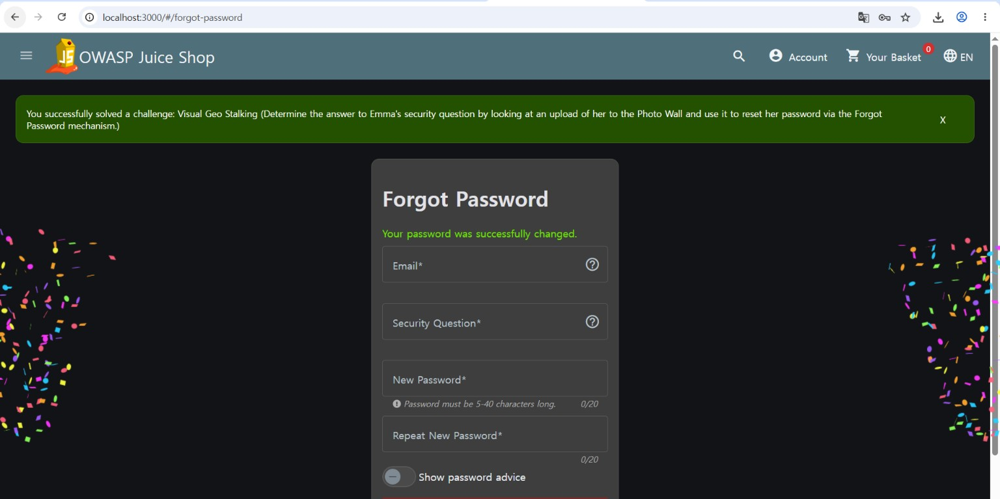 localhost:3000/#/forgot-password
JS OWASP Juice Shop
Account
Your Basket 0
EN
You successfully solved a challenge: Visual Geo Stalking (Determine the answer to Emma's security question by looking at an upload of her to the Photo Wall and use it to reset her password via the Forgot
Password mechanism.)
X
Forgot Password
Your password was successfully changed.
Email*
Security Question*
New Password*
Password must be 5-40 characters long. 0/20
Repeat New Password*
0/20
Show password advice